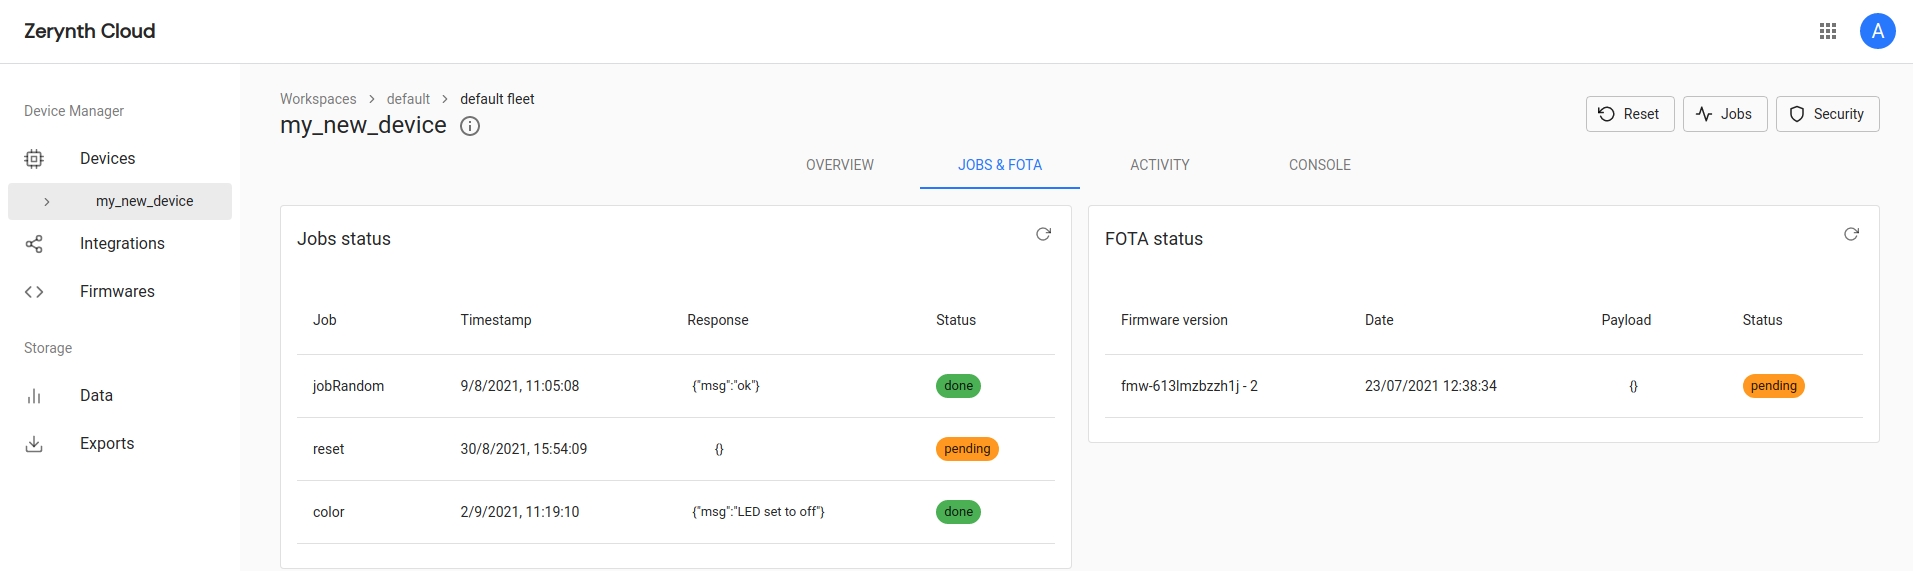 Zerynth Cloud
A
Device Manager
Devices
my_new_device
Integrations
Firmwares
Storage
Data
Exports
Workspaces > default > default fleet
my_new_device
Reset Jobs Security
OVERVIEW JOBS & FOTA ACTIVITY CONSOLE
Jobs status
Job Timestamp Response Status
jobRandom 9/8/2021, 11:05:08 {"msg":"ok"} done
reset 30/8/2021, 15:54:09 {} pending
color 2/9/2021, 11:19:10 {"msg":"LED set to off"} done
FOTA status
Firmware version Date Payload Status
fmw-613lmzbzzh1j - 2 23/07/2021 12:38:34 {} pending